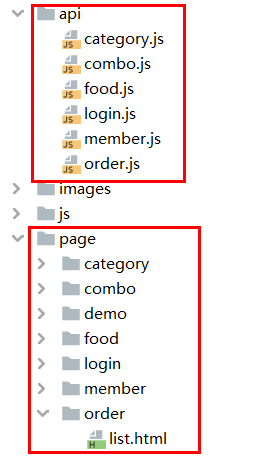 api
category.js
combo.js
food.js
login.js
member.js
order.js
images
js
page
category
combo
demo
food
login
member
order
list.html